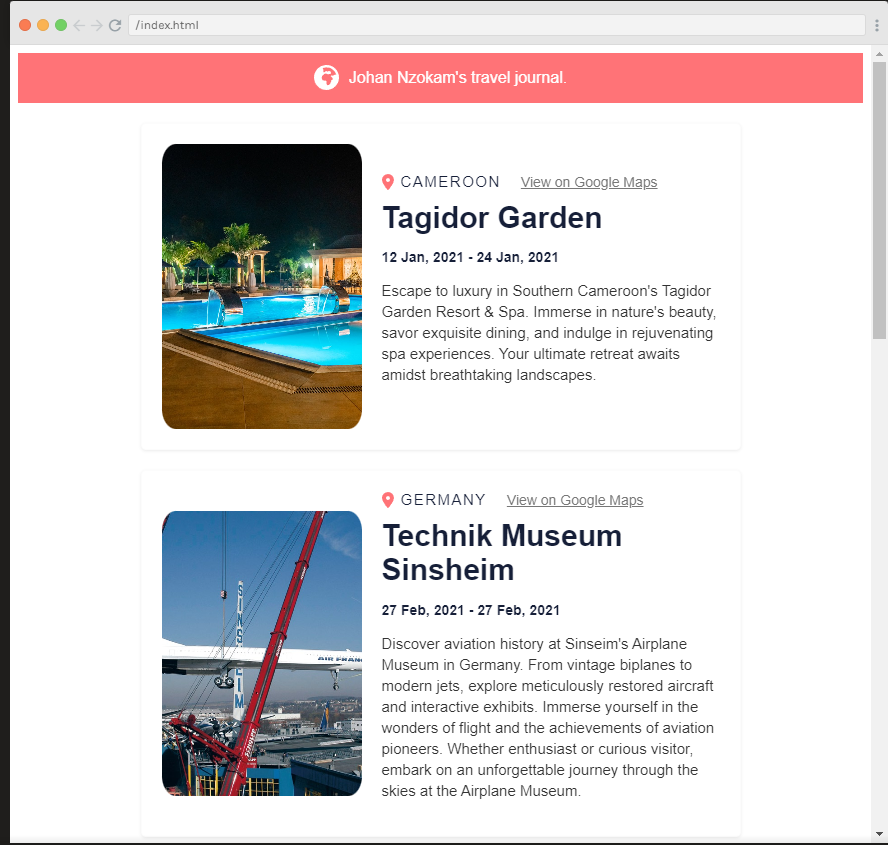 /index.html
Johan Nzokam's travel journal.
CAMEROON View on Google Maps
Tagidor Garden
12 Jan, 2021 - 24 Jan, 2021
Escape to luxury in Southern Cameroon's Tagidor
Garden Resort & Spa. Immerse in nature's beauty,
savor exquisite dining, and indulge in rejuvenating
spa experiences. Your ultimate retreat awaits
amidst breathtaking landscapes.
GERMANY View on Google Maps
Technik Museum
Sinsheim
27 Feb, 2021 - 27 Feb, 2021
Discover aviation history at Sinseim's Airplane
Museum in Germany. From vintage biplanes to
modern jets, explore meticulously restored aircraft
and interactive exhibits. Immerse yourself in the
wonders of flight and the achievements of aviation
pioneers. Whether enthusiast or curious visitor,
embark on an unforgettable journey through the
skies at the Airplane Museum.